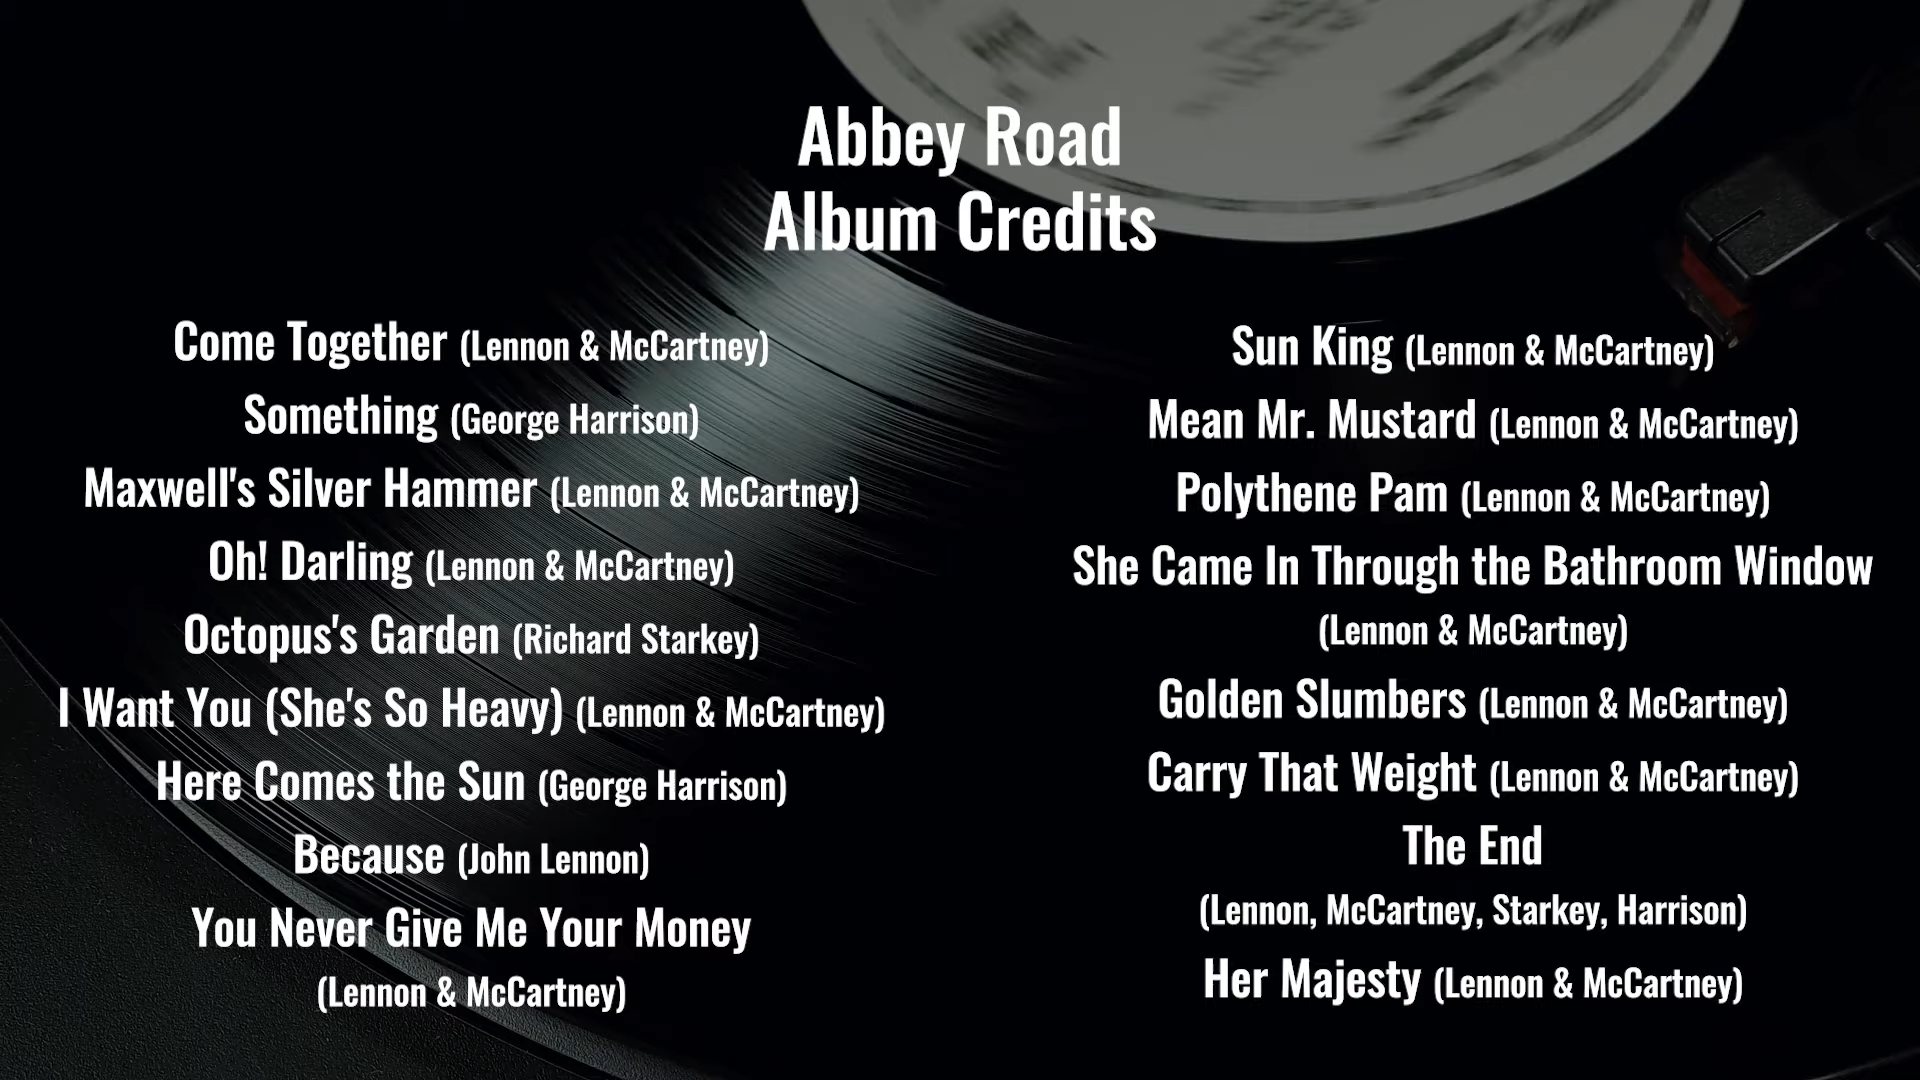 Abbey Road
Album Credits
Come Together (Lennon & McCartney)
Something (George Harrison)
Maxwell's Silver Hammer (Lennon & McCartney)
Oh! Darling (Lennon & McCartney)
Octopus's Garden (Richard Starkey)
I Want You (She's So Heavy) (Lennon & McCartney)
Here Comes the Sun (George Harrison)
Because (John Lennon)
You Never Give Me Your Money
(Lennon & McCartney)
Sun King (Lennon & McCartney)
Mean Mr. Mustard (Lennon & McCartney)
Polythene Pam (Lennon & McCartney)
She Came In Through the Bathroom Window
(Lennon & McCartney)
Golden Slumbers (Lennon & McCartney)
Carry That Weight (Lennon & McCartney)
The End
(Lennon, McCartney, Starkey, Harrison)
Her Majesty (Lennon & McCartney)